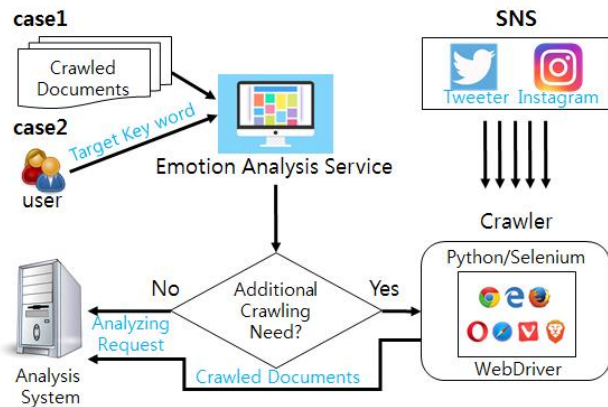 case1
Crawled
Documents
case2
Target Key word
user
Emotion Analysis Service
SNS
Tweeter
Instagram
Crawler
Python/Selenium
WebDriver
No
Additional
Crawling
Need?
Yes
Analyzing
Request
Crawled Documents
Analysis
System